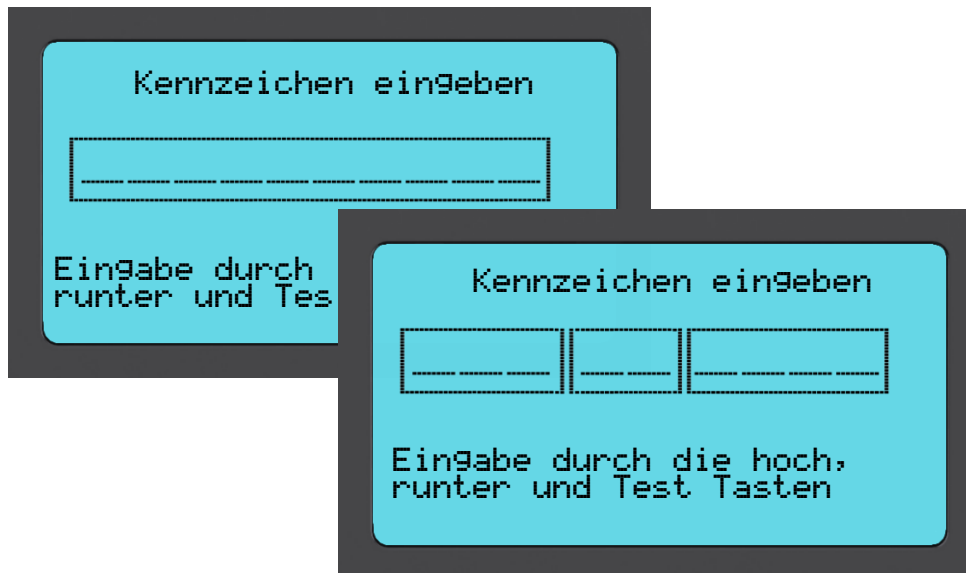 Kennzeichen eingeben
Eingabe durch
runter und Tes
Kennzeichen eingeben
Eingabe durch die hoch,
runter und Test Tasten